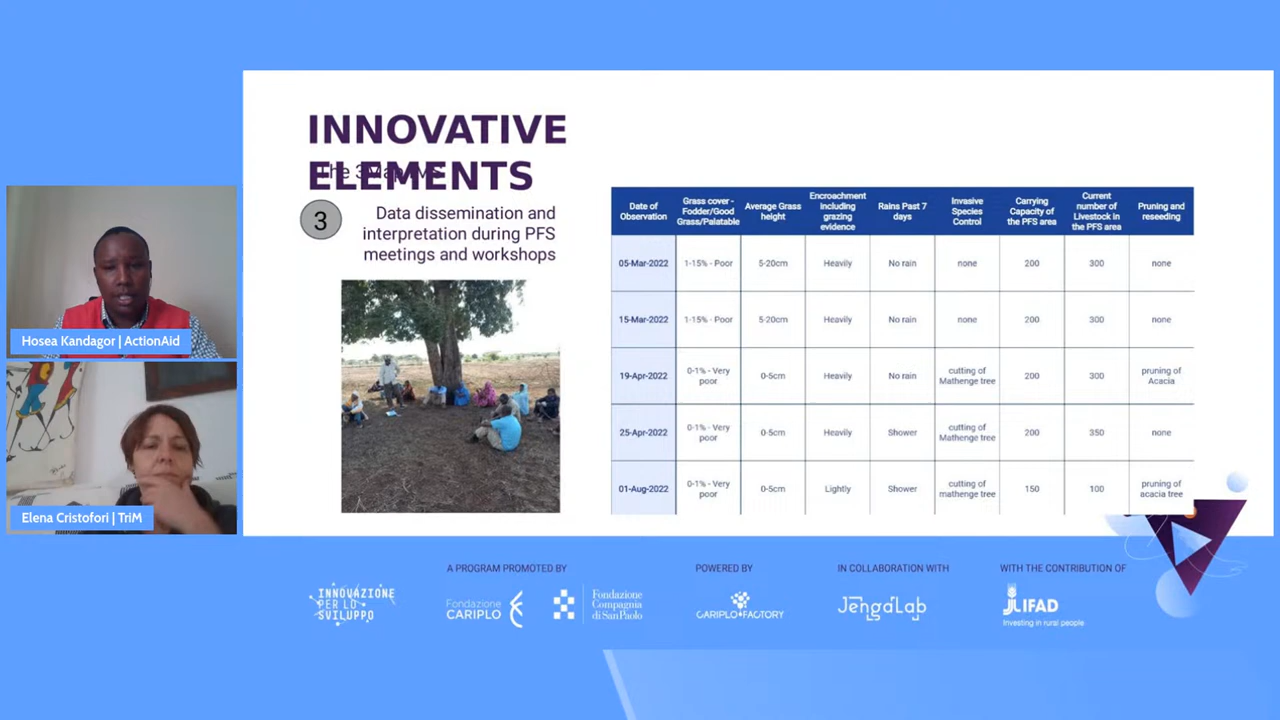 INNOVATIVE
ELEMENTS
3
Data dissemination and
interpretation during PFS
meetings and workshops
Date of
Observation
Grass cover -
Fodder/Good
Grass/Palatable
Average Grass
height
Encroachment
including
grazing
evidence
Rains Past 7
days
Invasive
Species
Control
Carrying
Capacity of
the PFS area
Current
number of
Livestock in
the PFS area
Pruning and
reseeding
05-Mar-2022
1-15% - Poor
5-20cm
Heavily
No rain
none
200
300
none
15-Mar-2022
1-15% - Poor
5-20cm
Heavily
No rain
none
200
300
none
19-Apr-2022
0-1% - Very
poor
0-5cm
Heavily
No rain
cutting of
Mathenge tree
200
300
pruning of
Acacia
25-Apr-2022
0-1% - Very
poor
0-5cm
Heavily
Shower
cutting of
Mathenge tree
200
350
none
01-Aug-2022
0-1% - Very
poor
0-5cm
Lightly
Shower
cutting of
mathenge tree
150
100
pruning of
acacia tree
Hosea Kandagor | ActionAid
Elena Cristofori | TriM
INNOVAZIONE
PER LO
SVILUPPO
A PROGRAM PROMOTED BY
Fondazione
CARIPLO
Fondazione
Compagnia
di SanPaolo
POWERED BY
CARIPLO FACTORY
IN COLLABORATION WITH
JengaLab
WITH THE CONTRIBUTION OF
IFAD
Investing in rural people